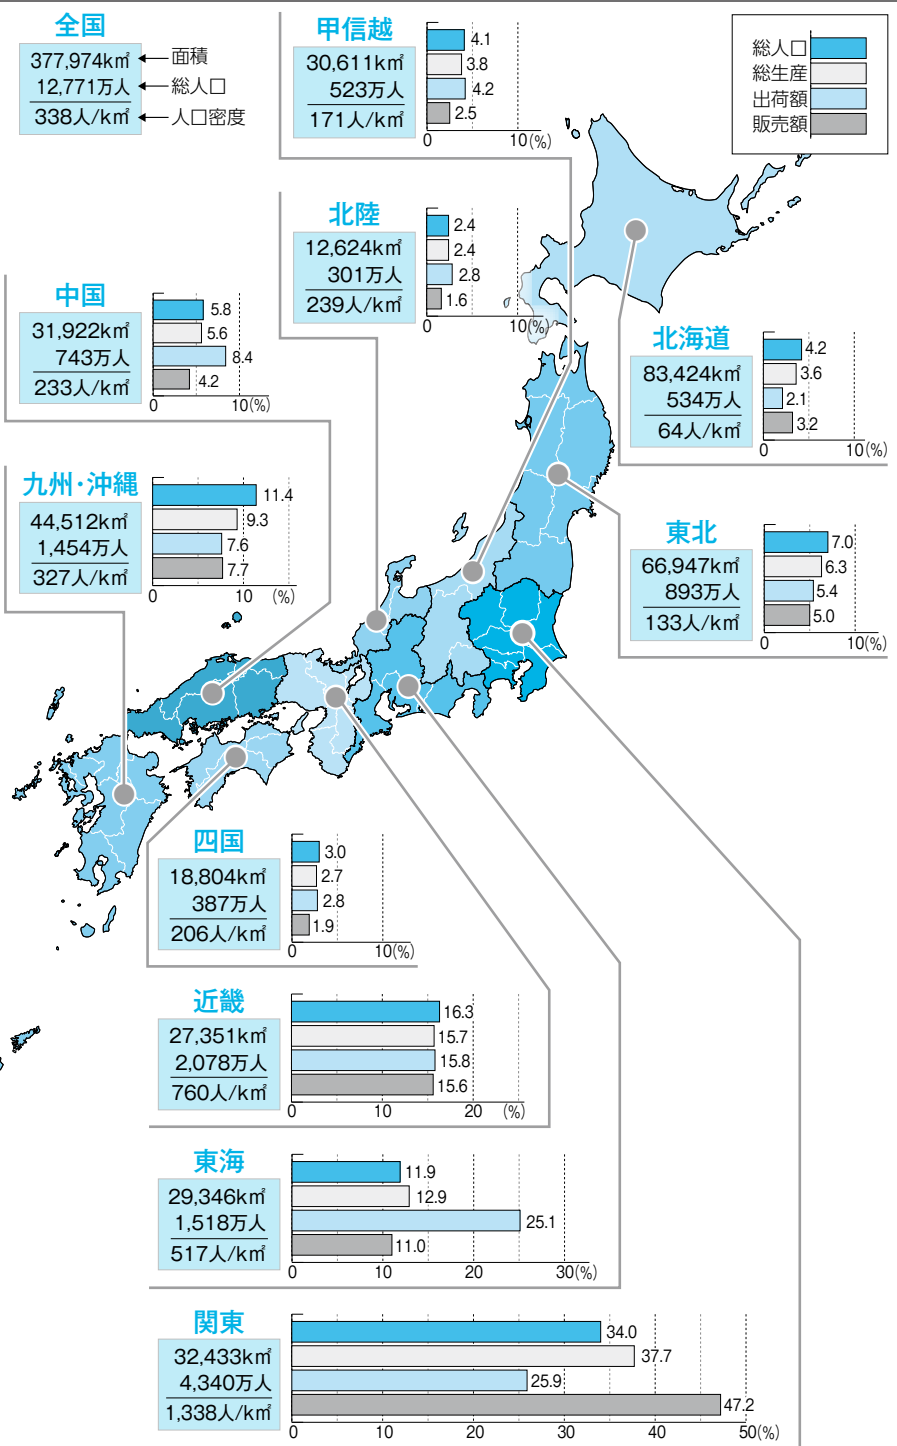 全国
377,974km²
12,771万人
338人/km²
面積
総人口
人口密度
甲信越
30,611km²
523万人
171人/km²
4.1
3.8
4.2
2.5
0
10(%)
総人口
総生産
出荷額
販売額
北陸
12,624km²
301万人
239人/km²
2.4
2.4
2.8
1.6
0
10(%)
中国
31,922km²
743万人
233人/km²
5.8
5.6
8.4
4.2
0
10(%)
北海道
83,424km²
534万人
64人/km²
4.2
3.6
2.1
3.2
0
10(%)
九州・沖縄
44,512km²
1,454万人
327人/km²
11.4
9.3
7.6
7.7
0
10
(%)
東北
66,947km²
893万人
133人/km²
7.0
6.3
5.4
5.0
0
10(%)
四国
18,804km²
387万人
206人/km²
3.0
2.7
2.8
1.9
0
10(%)
近畿
27,351km²
2,078万人
760人/km²
16.3
15.7
15.8
15.6
0
10
20
(%)
東海
29,346km²
1,518万人
517人/km²
11.9
12.9
25.1
11.0
0
10
20
30(%)
関東
32,433km²
4,340万人
1,338人/km²
34.0
37.7
25.9
47.2
0
10
20
30
40
50(%)